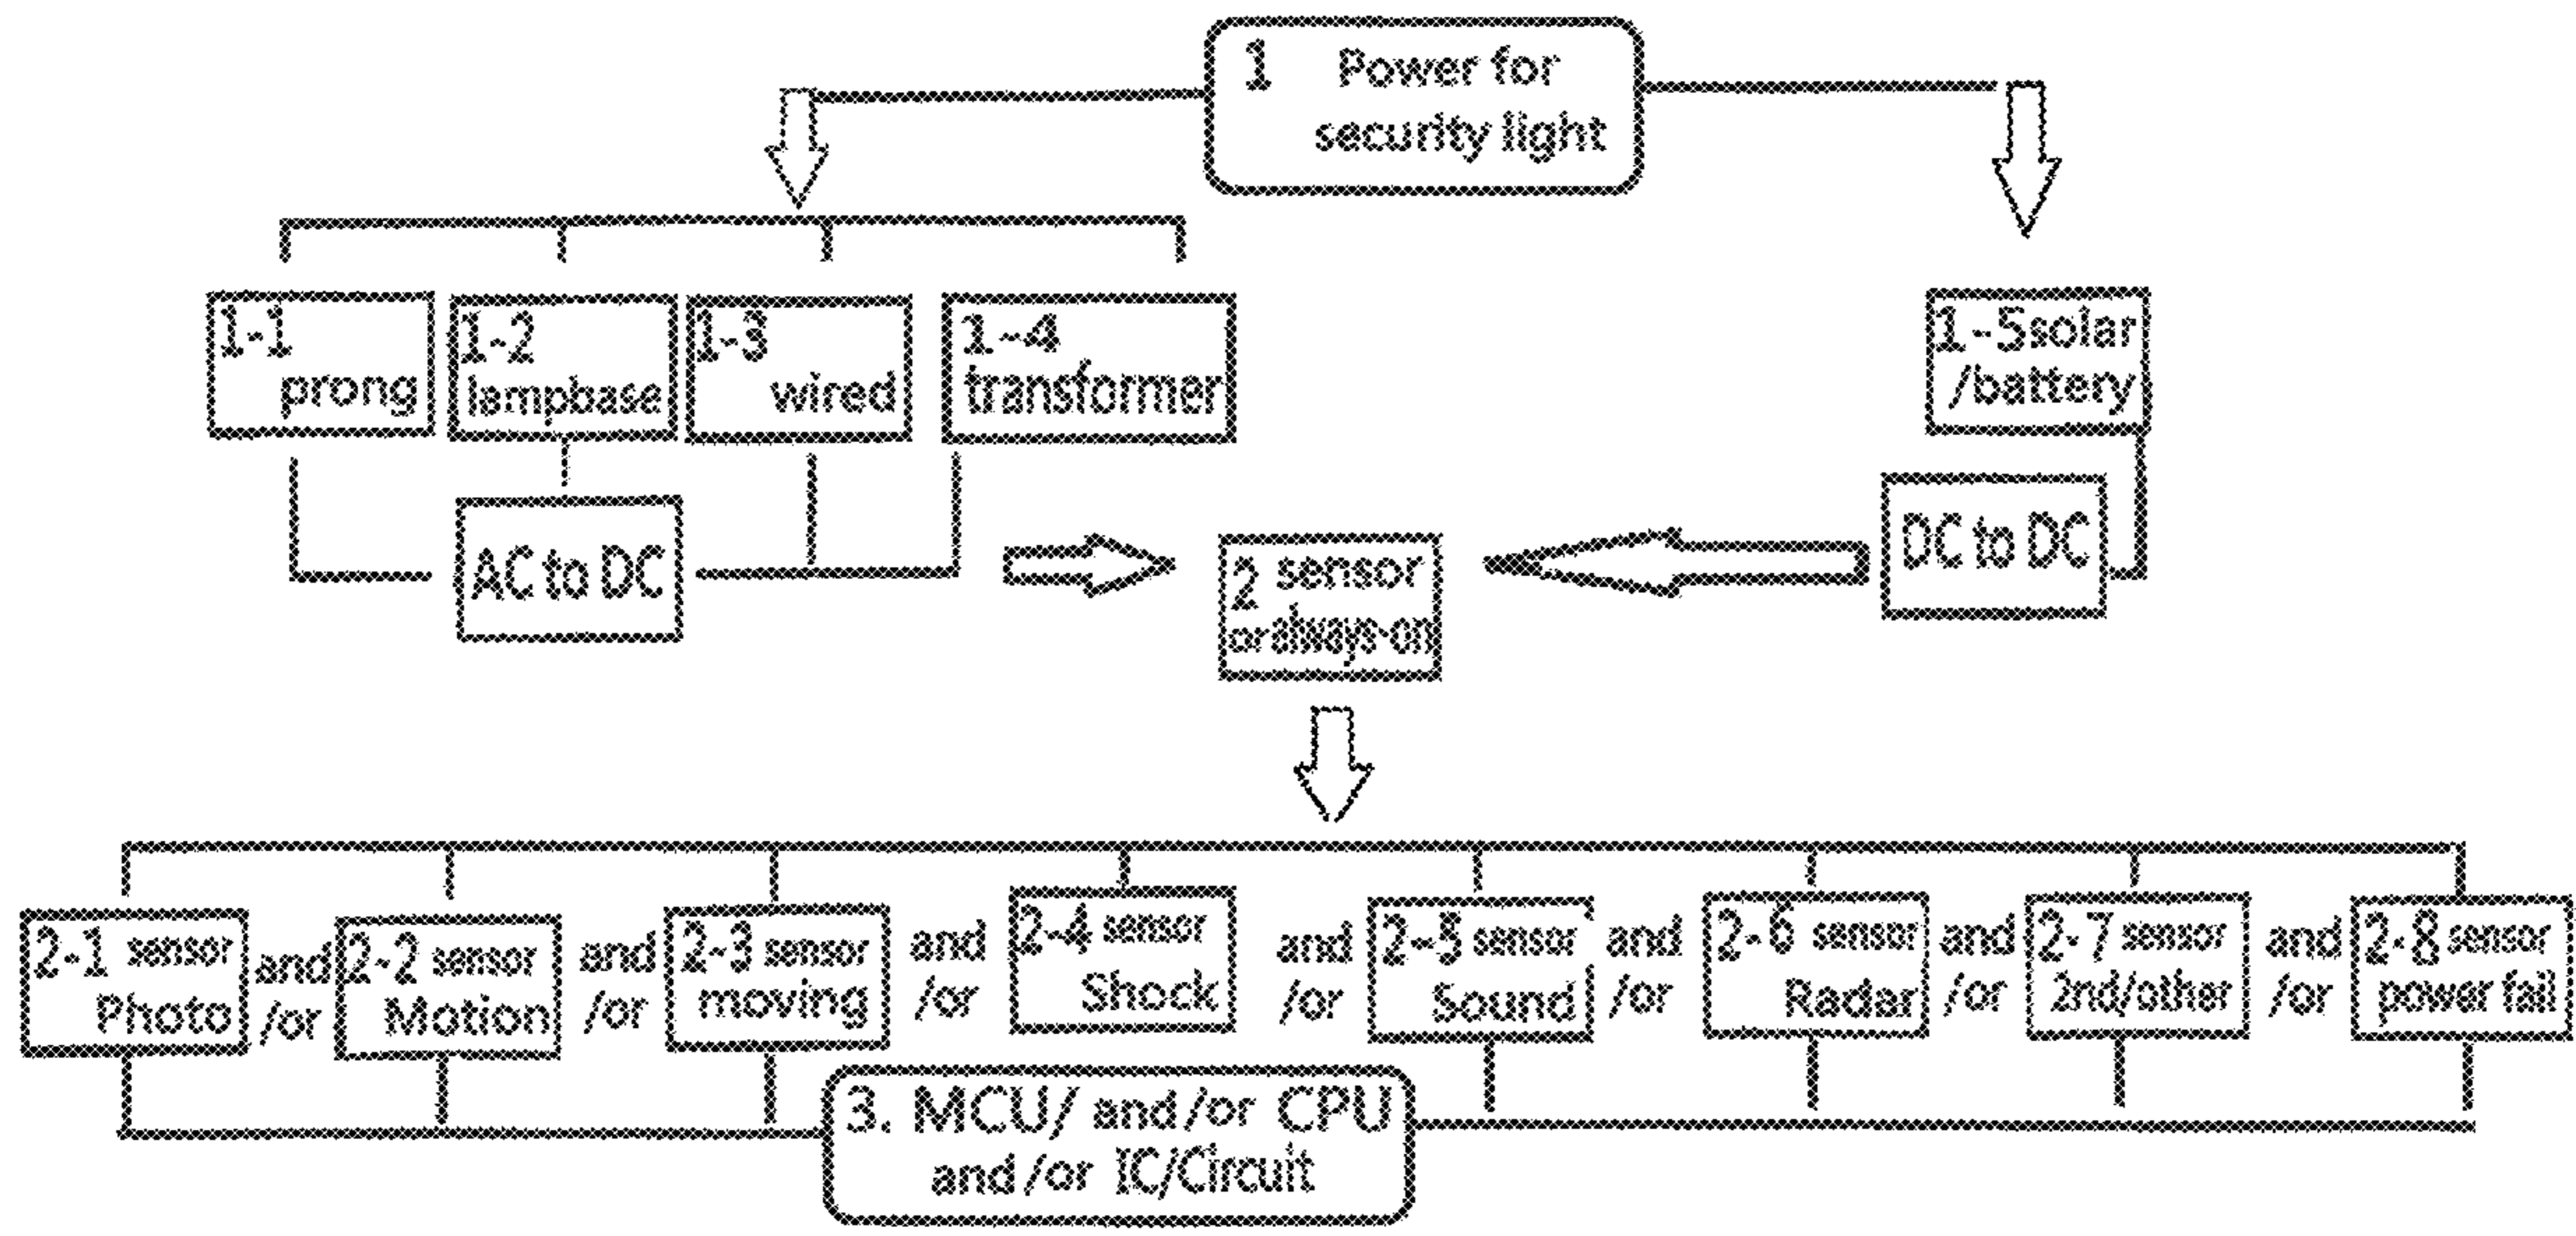 1 Power for
security light
1-1
prong
1-2
lampbase
1-3
wired
1-4
transformer
1-5solar
/battery
AC to DC
DC to DC
2 sensor
or always-on
2-1 sensor
Photo
and
/or
2-2 sensor
Motion
and
/or
2-3 sensor
moving
and
/or
2-4 sensor
Shock
and
/or
2-5 sensor
Sound
and
/or
2-6 sensor
Radar
and
/or
2-7 sensor
2nd/other
and
/or
2-8 sensor
power fail
3. MCU/ and/or CPU
and/or IC/Circuit